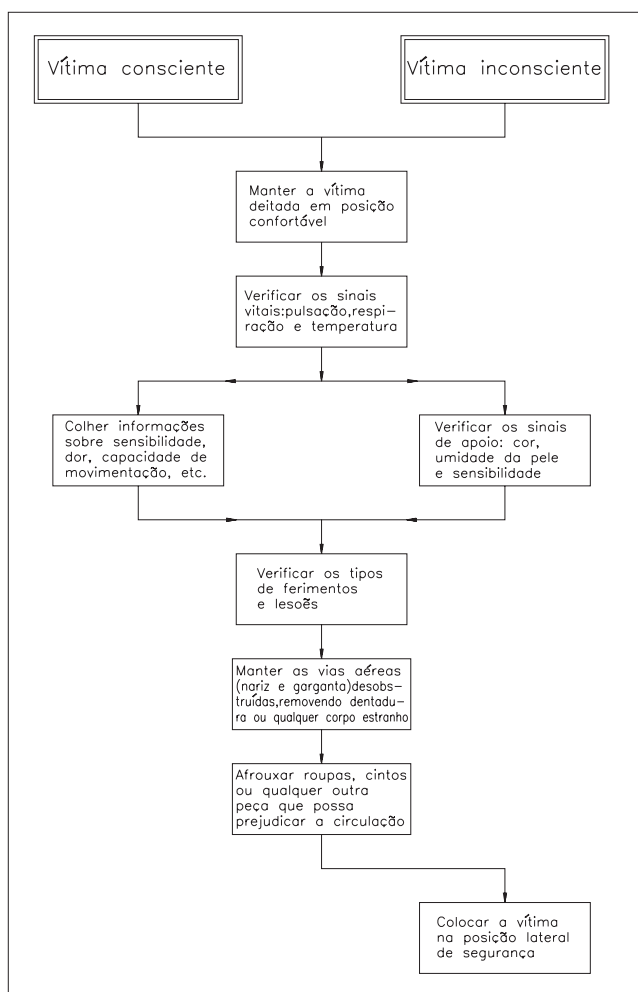 Vítima consciente
Vítima inconsciente
Manter a vítima
deitada em posição
confortável
Verificar os sinais
vitais:pulsação,respi-
ração e temperatura
Colher informações
sobre sensibilidade,
dor, capacidade de
movimentação, etc.
Verificar os sinais
de apoio: cor,
umidade da pele
e sensibilidade
Verificar os tipos
de ferimentos
e lesoẽs
Manter as vias aéreas
(nariz e garganta)desobs-
truídas,removendo dentadu-
ra ou qualquer corpo estranho
Afrouxar roupas, cintos
ou qualquer outra
peça que possa
prejudicar a circulação
Colocar a vítima
na posição lateral
de segurança